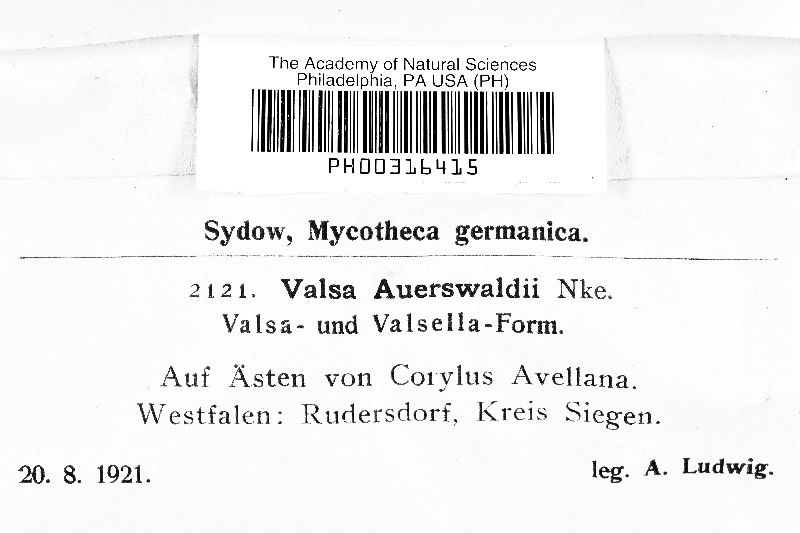 The Academy of Natural Sciences
Philadelphia, PA USA (PH)
PH00316415
Sydow, Mycotheca germanica.
2121. Valsa Auerswaldii Nke.
Valsa- und Valsella-Form.
Auf Ästen von Corylus Avellana.
Westfalen: Rudersdorf, Kreis Siegen.
20. 8. 1921.
leg. A. Ludwig.